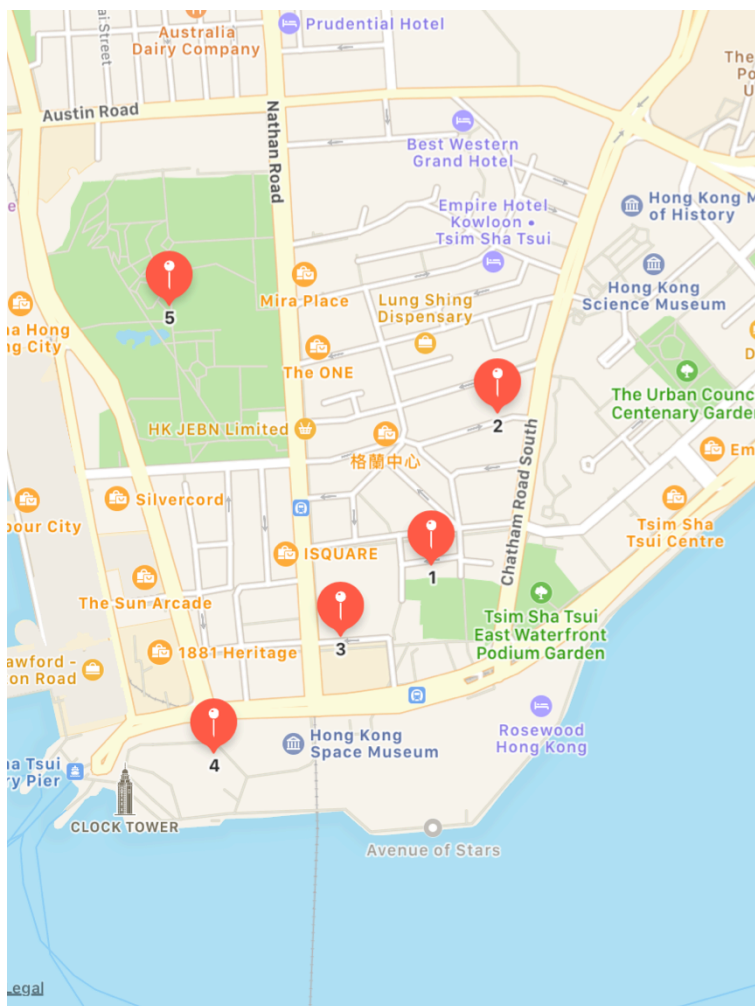 Australia
Dairy Company
Prudential Hotel
Austin Road
Nathan Road
Best Western
Grand Hotel
Empire Hotel
Kowloon •
Tsim Sha Tsui
Hong Kong M
of History
Hong Kong
Science Museum
Mira Place
Lung Shing
Dispensary
5
The ONE
The Urban Counc
Centenary Garde
HK JEBN Limited
2
格蘭中心
Chatham Road South
Silvercord
Tsim Sha
Tsui Centre
ISQUARE
1
The Sun Arcade
Tsim Sha Tsui
East Waterfront
Podium Garden
1881 Heritage
3
Rosewood
Hong Kong
Hong Kong
Space Museum
4
CLOCK TOWER
Avenue of Stars
Legal